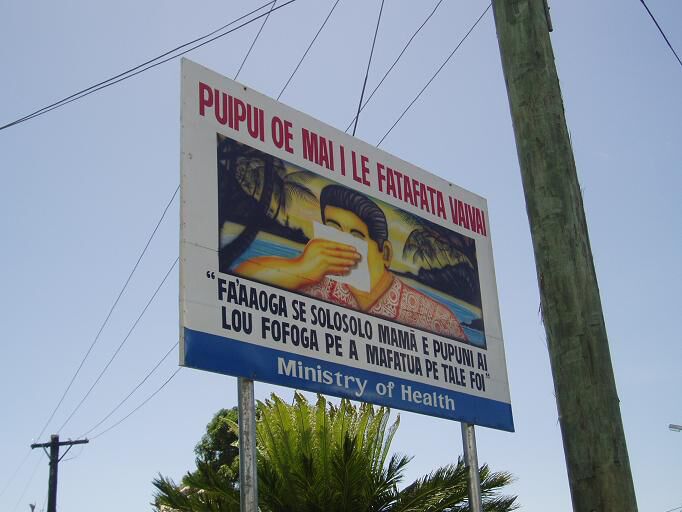 PUIPUI OE MAI I LE FATAFATA VAIVAI
“FA'AAOGA SE SOLOSOLO MAMĀ E PUPUNI AI
LOU FOFOGA PE A MAFATUA PE TALE FOI”
Ministry of Health